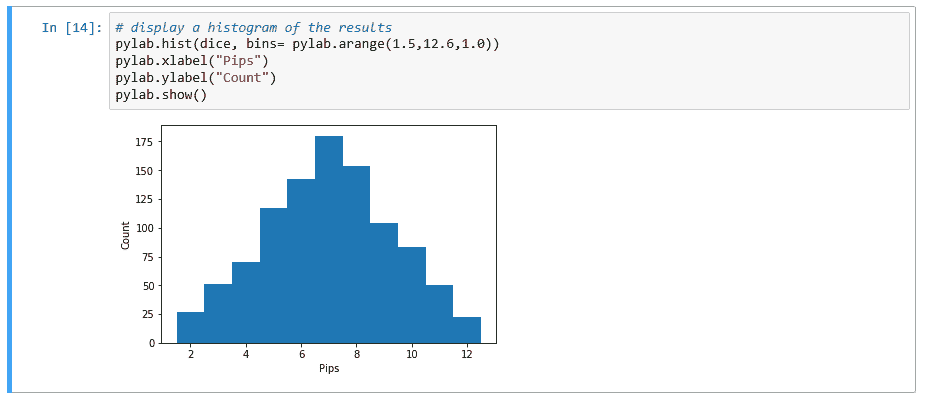 In [14]: # display a histogram of the results
pylab.hist(dice, bins= pylab.arange(1.5,12.6,1.0))
pylab.xlabel("Pips")
pylab.ylabel("Count")
pylab.show()
175
150
125
100
75
50
25
0
Count
2 4 6 8 10 12
Pips